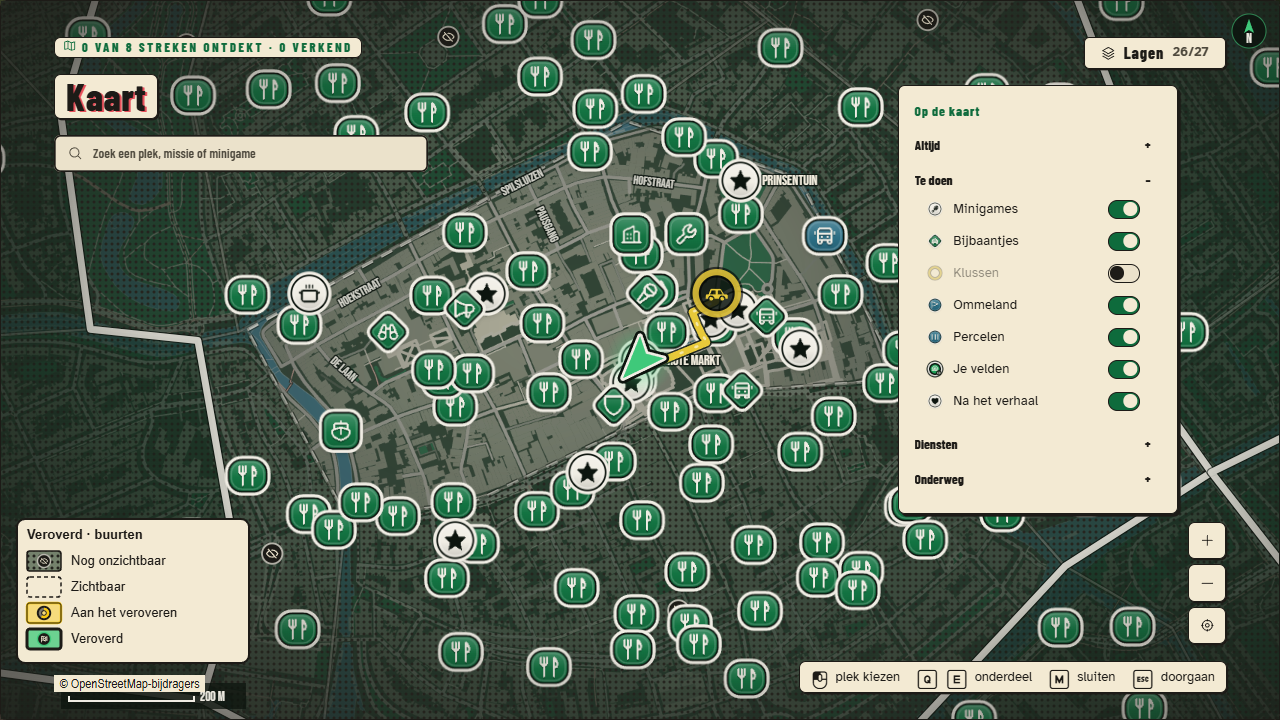 0 VAN 8 STREKEN ONTDEKT · 0 VERKEND
Kaart
Zoek een plek, missie of minigame
N
Lagen 26/27
Op de kaart
Altijd +
Te doen −
Minigames
Bijbaantjes
Klussen
Ommeland
Percelen
Je velden
Na het verhaal
Diensten +
Onderweg +
SPILSLUIZEN
HOFSTRAAT
PRINSENTUIN
PAUSGANG
HOEKSTRAAT
DE LAAN
MARKT
Veroverd · buurten
Nog onzichtbaar
Zichtbaar
Aan het veroveren
Veroverd
© OpenStreetMap-bijdragers
200 M
+
−
plek kiezen Q E onderdeel M sluiten ESC doorgaan